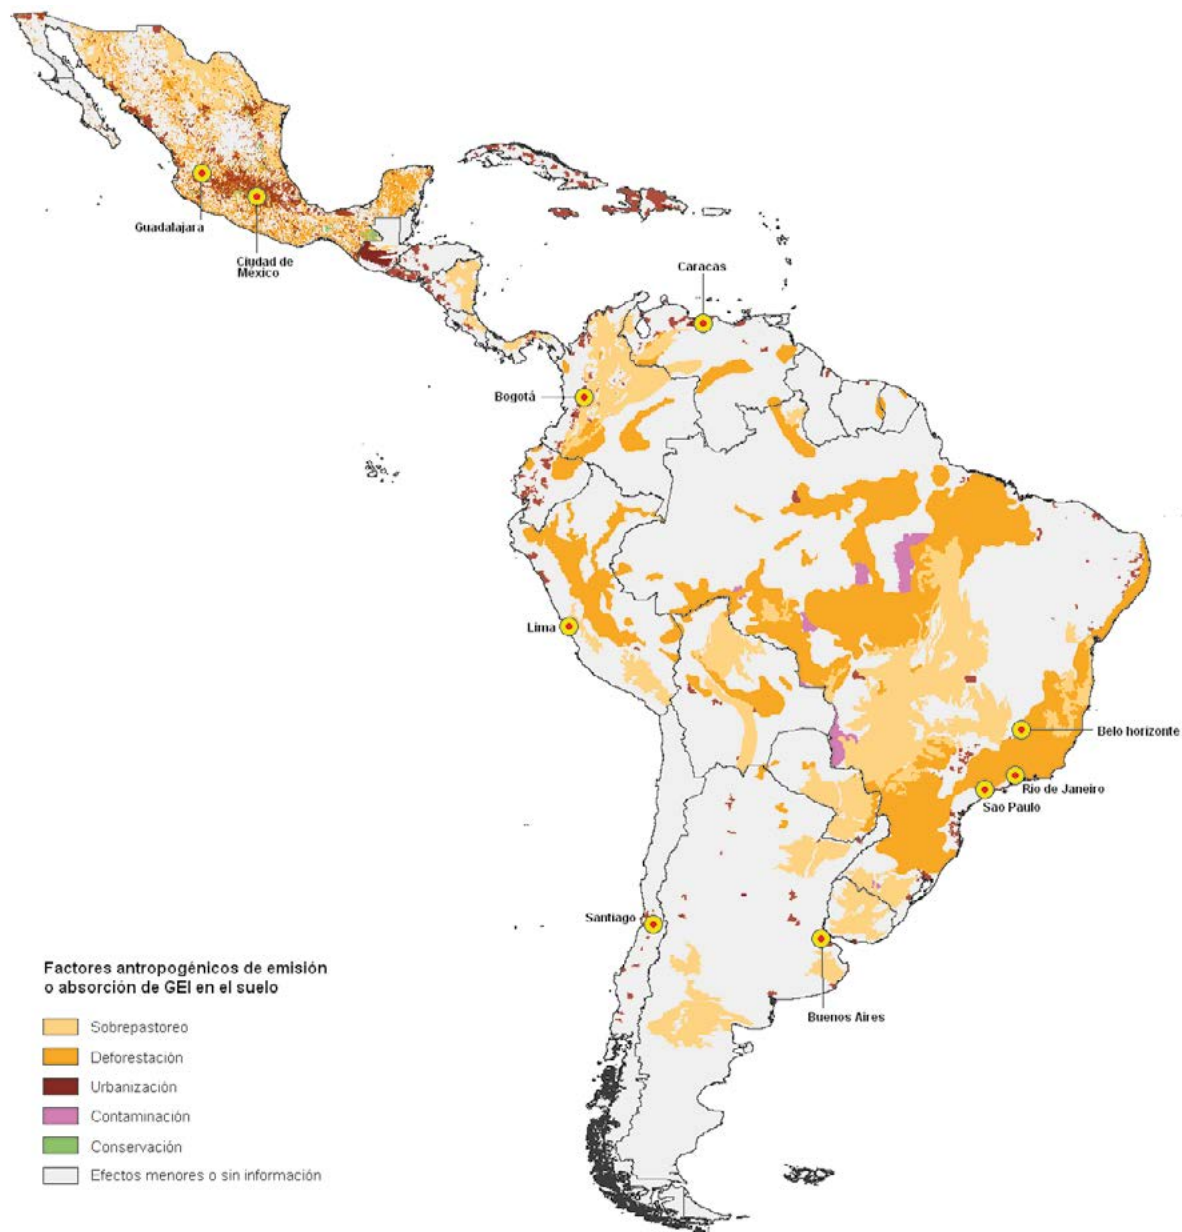 Guadalajara
Ciudad de
México
Caracas
Bogotá
Lima
Belo horizonte
Rio de Janeiro
Sao Paulo
Santiago
Buenos Aires
Factores antropogénicos de emisión
o absorción de GEI en el suelo
Sobrepastoreo
Deforestación
Urbanización
Contaminación
Conservación
Efectos menores o sin información